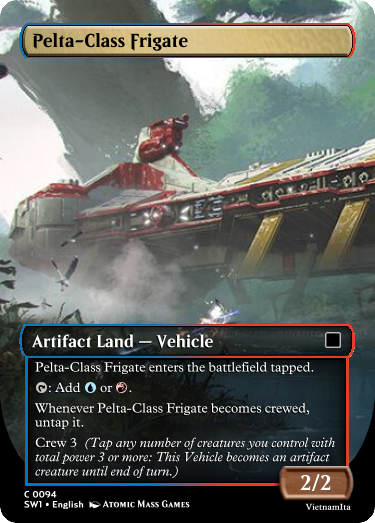 Pelta-Class Frigate
Artifact Land — Vehicle
Pelta-Class Frigate enters the battlefield tapped.
: Add or .
Whenever Pelta-Class Frigate becomes crewed,
untap it.
Crew 3 (Tap any number of creatures you control with
total power 3 or more: This Vehicle becomes an artifact
creature until end of turn.)
2/2
C 0094
SW1 • English Atomic Mass Games
VietnamIta